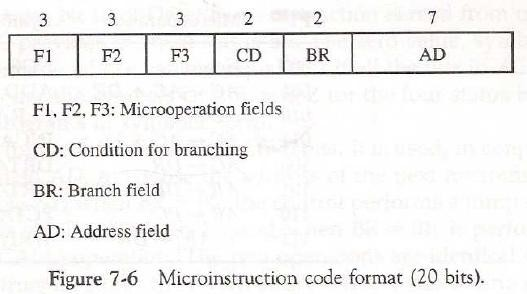 3 3 3 2 2 7
F1 F2 F3 CD BR AD
F1, F2, F3: Microoperation fields
CD: Condition for branching
BR: Branch field
AD: Address field
Figure 7-6 Microinstruction code format (20 bits).